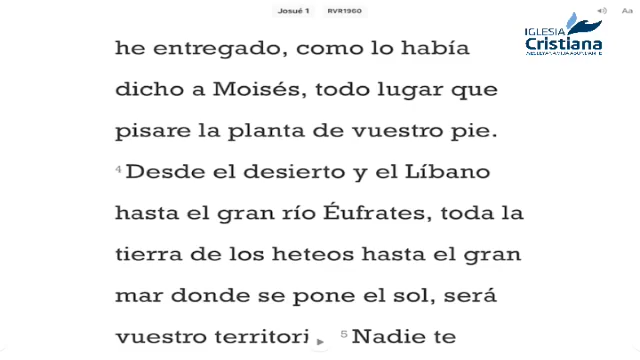 Josué 1 RVR1960
Aa
IGLESIA
Cristiana
he entregado, como lo había
dicho a Moisés, todo lugar que
pisare la planta de vuestro pie.
4 Desde el desierto y el Líbano
hasta el gran río Éufrates, toda la
tierra de los heteos hasta el gran
mar donde se pone el sol, será
vuestro territori 5 Nadie te